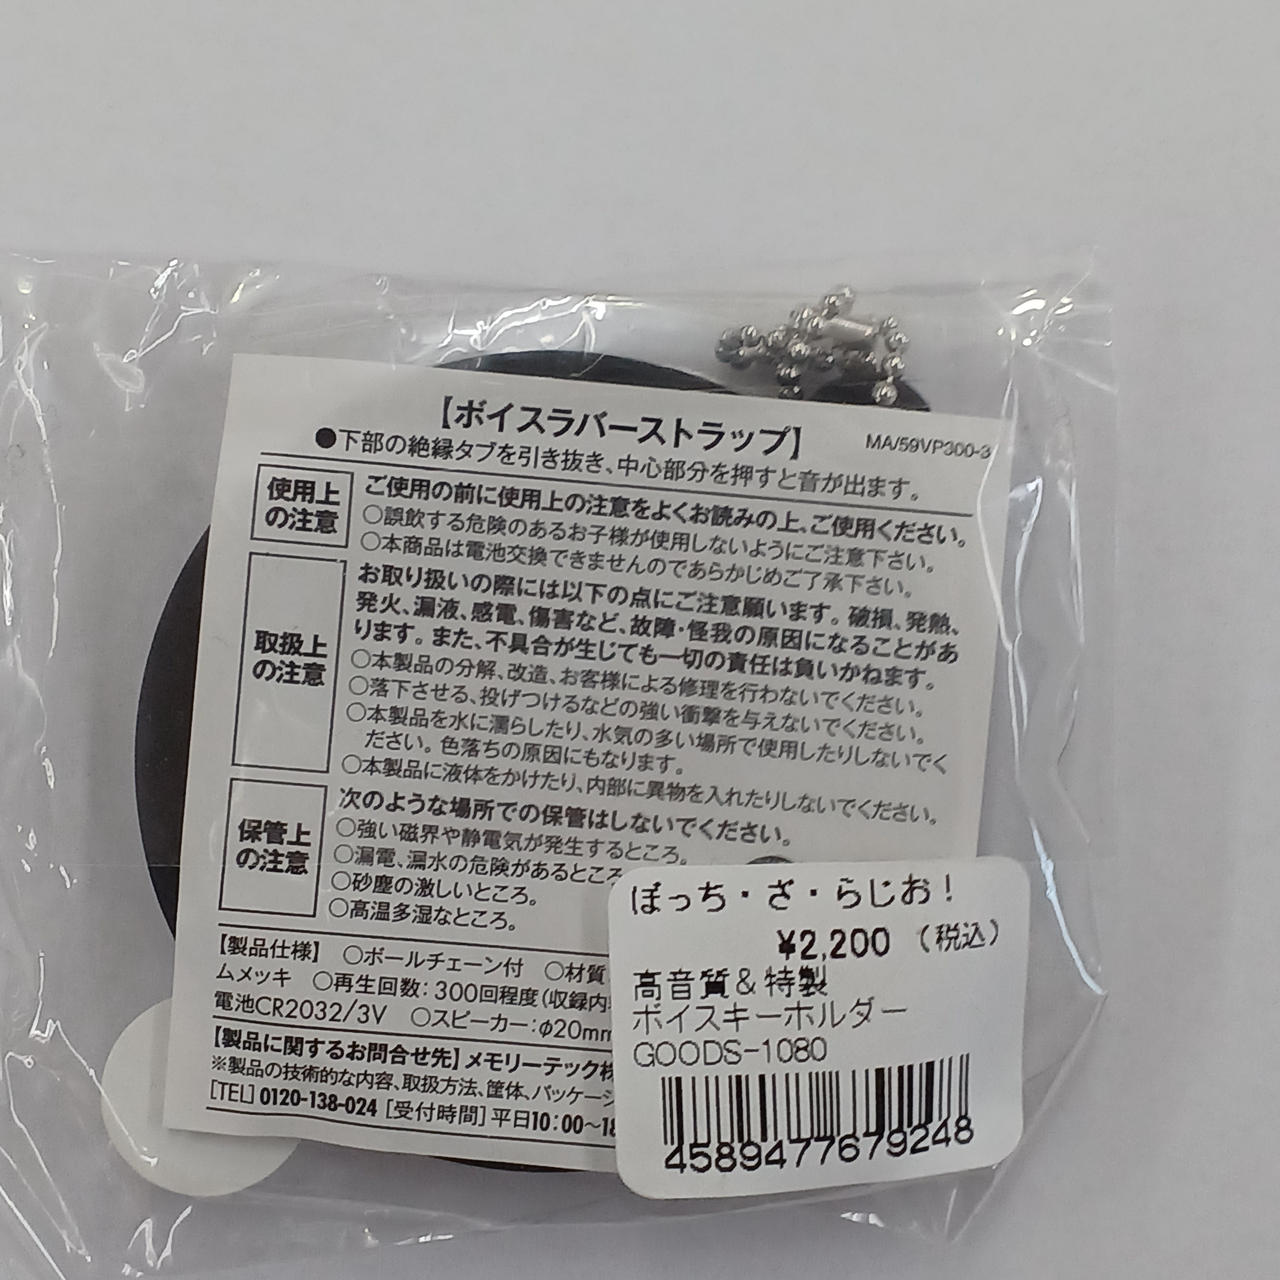 【ボイスラバーストラップ】
MA/59VP300-3
●下部の絶縁タブを引き抜き、中心部分を押すと音が出ます。
使用上の注意
ご使用の前に使用上の注意をよくお読みの上、ご使用ください。
○誤飲する危険のあるお子様が使用しないようにご注意下さい。
○本商品は電池交換できませんのであらかじめご了承下さい。
取扱上の注意
お取り扱いの際には以下の点にご注意願います。破損、発熱、
発火、漏液、感電、傷害など、故障・怪我の原因になることがあ
ります。また、不具合が生じても一切の責任は負いかねます。
○本製品の分解、改造、お客様による修理を行わないでください。
○落下させる、投げつけるなどの強い衝撃を与えないでください。
○本製品を水に濡らしたり、水気の多い場所で使用したりしないでく
ださい。色落ちの原因にもなります。
○本製品に液体をかけたり、内部に異物を入れたりしないでください。
保管上の注意
次のような場所での保管はしないでください。
○強い磁界や静電気が発生するところ。
○漏電、漏水の危険があるところ
○砂塵の激しいところ。
○高温多湿なところ。
【製品仕様】 ○ボールチェーン付 ○材質
ムメッキ ○再生回数：300回程度（収録内
電池CR2032/3V ○スピーカー：φ20mm
【製品に関するお問合せ先】メモリーテック株
※製品の技術的な内容、取扱方法、筐体、パッケージ
［TEL］0120-138-024［受付時間］平日10：00～18
ぼっち・ざ・らじお！
¥2,200（税込）
高音質＆特製
ボイスキーホルダー
GOODS-1080
4589477679248